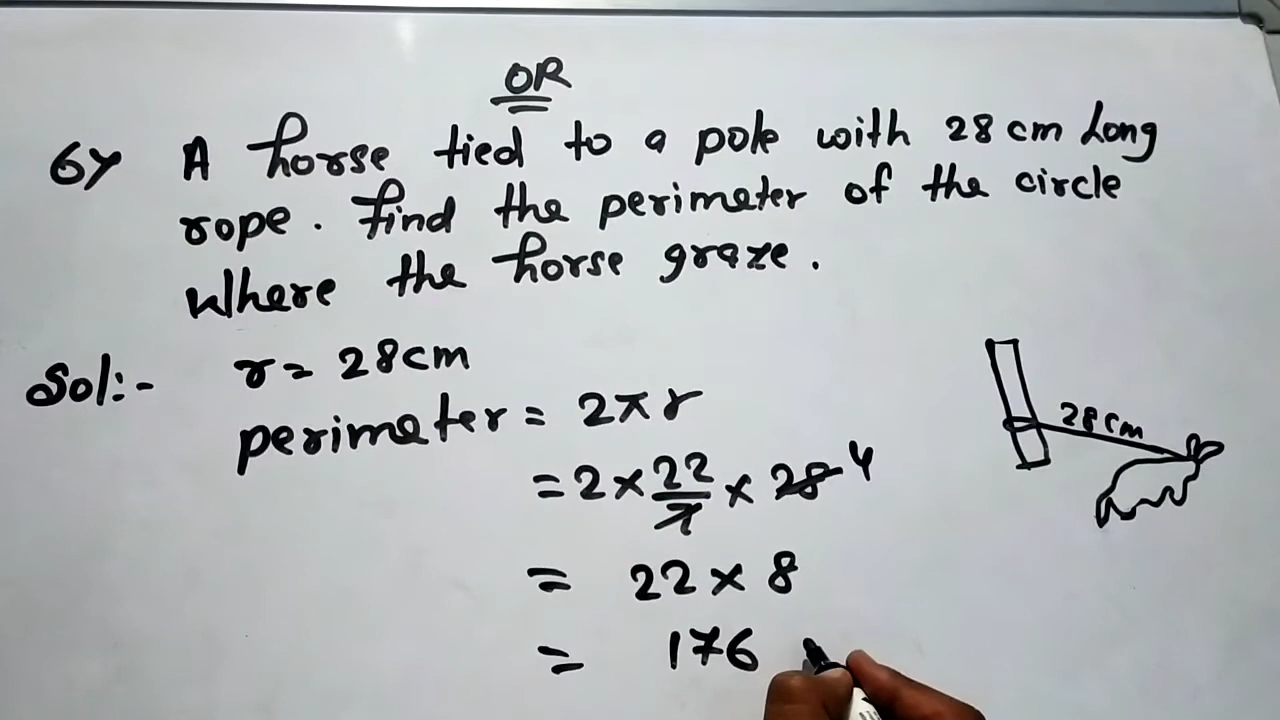 OR
6y A horse tied to a pole with 28 cm Long
rope. Find the perimeter of the circle
Where the horse graze.
Sol:- r = 28cm
perimeter = 2πr
= 2 × 22/7 × 28 4
= 22 × 8
= 176
28cm